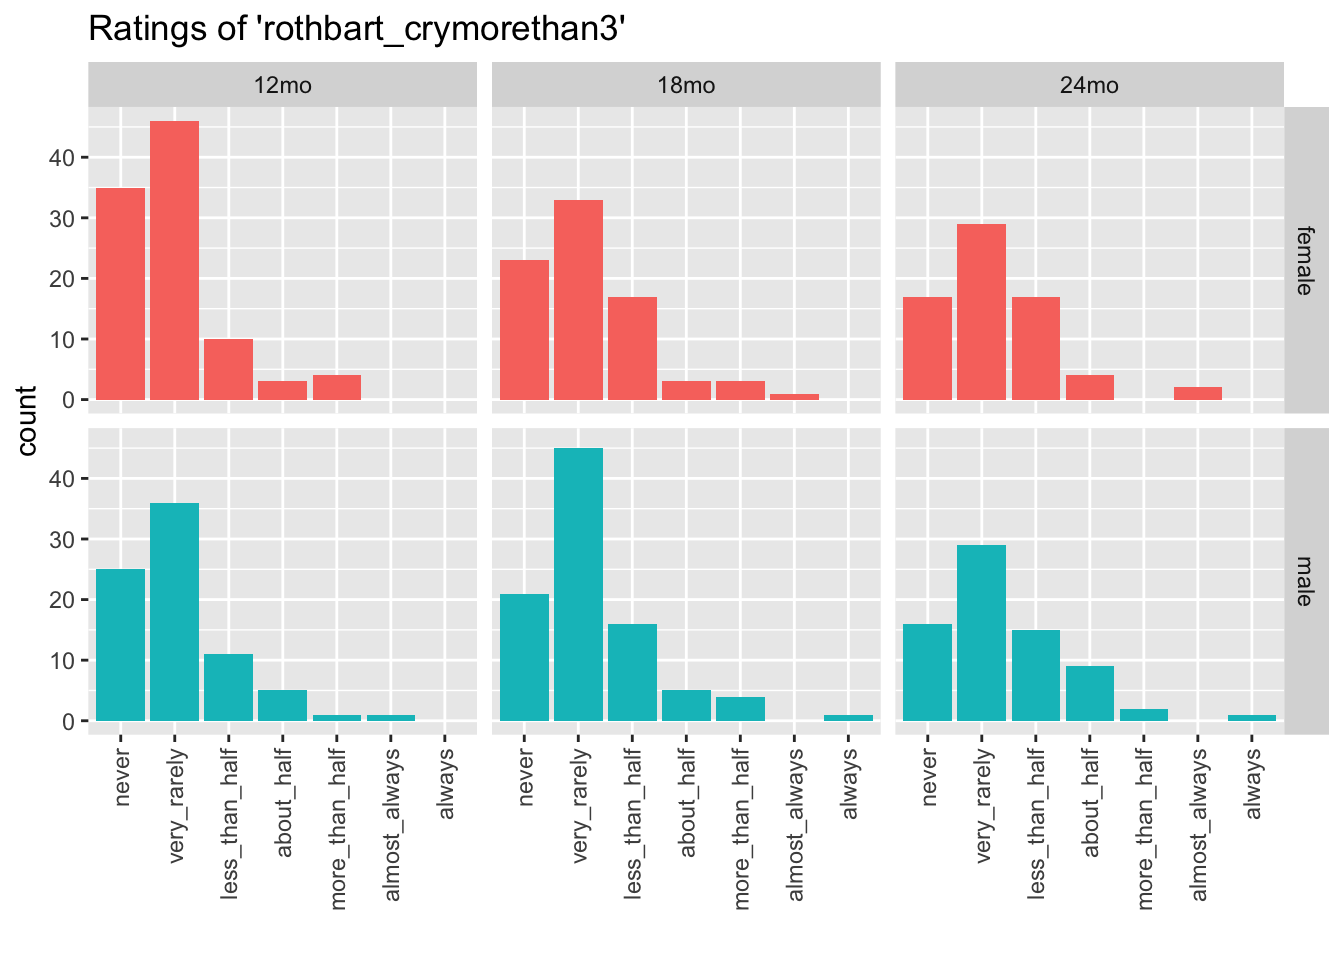 Ratings of 'rothbart_crymorethan3'
12mo 18mo 24mo
count
40
30
20
10
0
female
40
30
20
10
0
male
never very_rarely less_than_half about_half more_than_half almost_always always
never very_rarely less_than_half about_half more_than_half almost_always always
never very_rarely less_than_half about_half more_than_half almost_always always